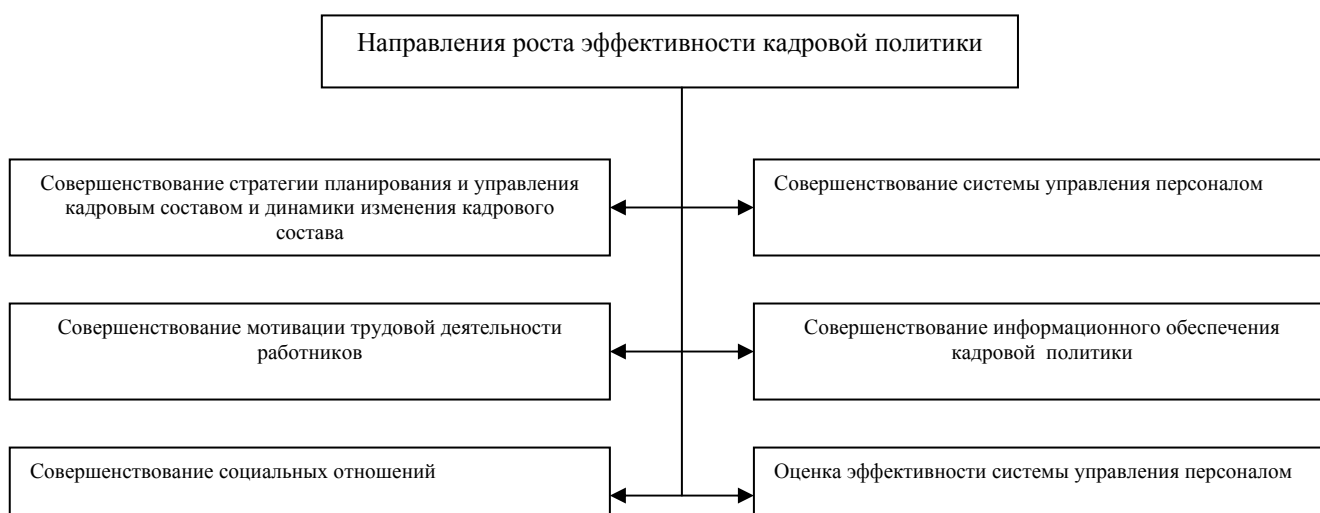 Направления роста эффективности кадровой политики
Совершенствование стратегии планирования и управления
кадровым составом и динамики изменения кадрового
состава
Совершенствование системы управления персоналом
Совершенствование мотивации трудовой деятельности
работников
Совершенствование информационного обеспечения
кадровой политики
Совершенствование социальных отношений
Оценка эффективности системы управления персоналом